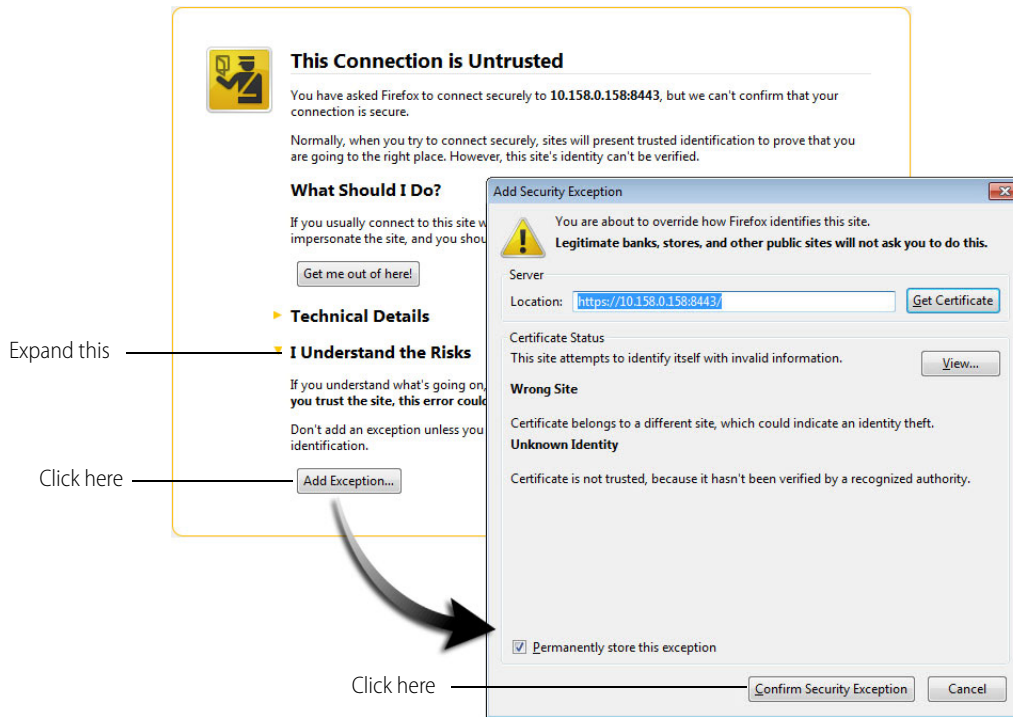 This Connection is Untrusted
You have asked Firefox to connect securely to 10.158.0.158:8443, but we can't confirm that your
connection is secure.
Normally, when you try to connect securely, sites will present trusted identification to prove that you
are going to the right place. However, this site's identity can't be verified.
What Should I Do?
If you usually connect to this site w
impersonate the site, and you shou
Get me out of here!
Technical Details
Expand this
I Understand the Risks
If you understand what's going on,
you trust the site, this error could
Don't add an exception unless you
identification.
Click here
Add Exception...
Add Security Exception
You are about to override how Firefox identifies this site.
Legitimate banks, stores, and other public sites will not ask you to do this.
Server
Location: https://10.158.0.158:8443/ Get Certificate
Certificate Status
This site attempts to identify itself with invalid information.
View...
Wrong Site
Certificate belongs to a different site, which could indicate an identity theft.
Unknown Identity
Certificate is not trusted, because it hasn't been verified by a recognized authority.
Permanently store this exception
Click here
Confirm Security Exception Cancel